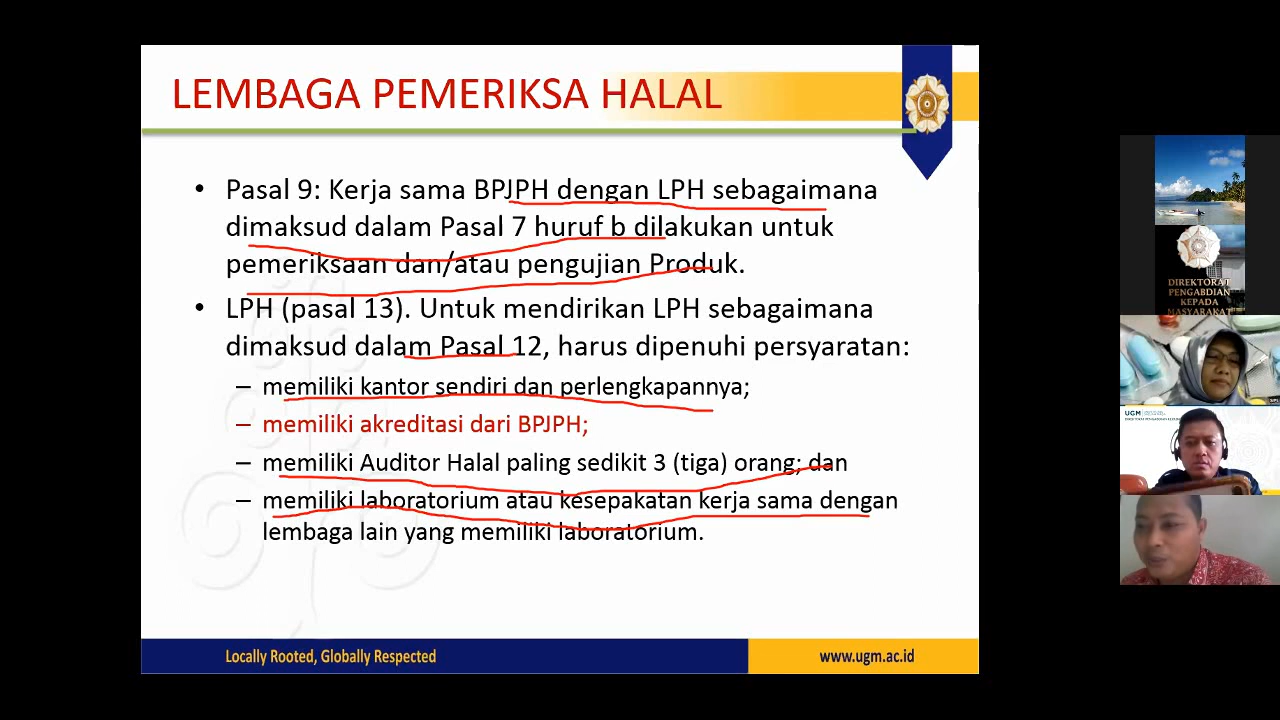 LEMBAGA PEMERIKSA HALAL
• Pasal 9: Kerja sama BPJPH dengan LPH sebagaimana
dimaksud dalam Pasal 7 huruf b dilakukan untuk
pemeriksaan dan/atau pengujian Produk.
• LPH (pasal 13). Untuk mendirikan LPH sebagaimana
dimaksud dalam Pasal 12, harus dipenuhi persyaratan:
– memiliki kantor sendiri dan perlengkapannya;
– memiliki akreditasi dari BPJPH;
– memiliki Auditor Halal paling sedikit 3 (tiga) orang; dan
– memiliki laboratorium atau kesepakatan kerja sama dengan
lembaga lain yang memiliki laboratorium.
Locally Rooted, Globally Respected
www.ugm.ac.id
DIREKTORAT
PENGABDIAN
KEPADA
MASYARAKAT
UGM